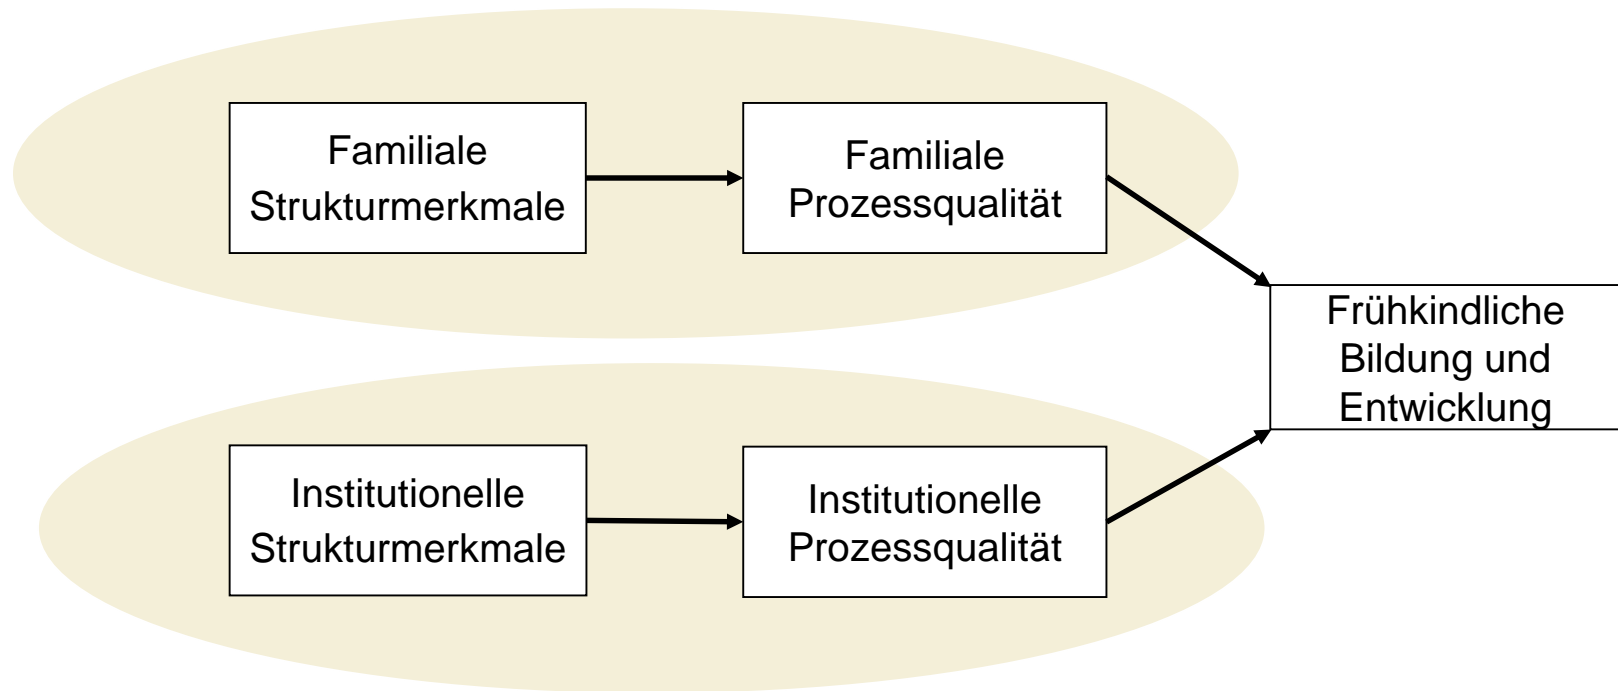 Familiale
Strukturmerkmale
Familiale
Prozessqualität
Frühkindliche
Bildung und
Entwicklung
Institutionelle
Strukturmerkmale
Institutionelle
Prozessqualität